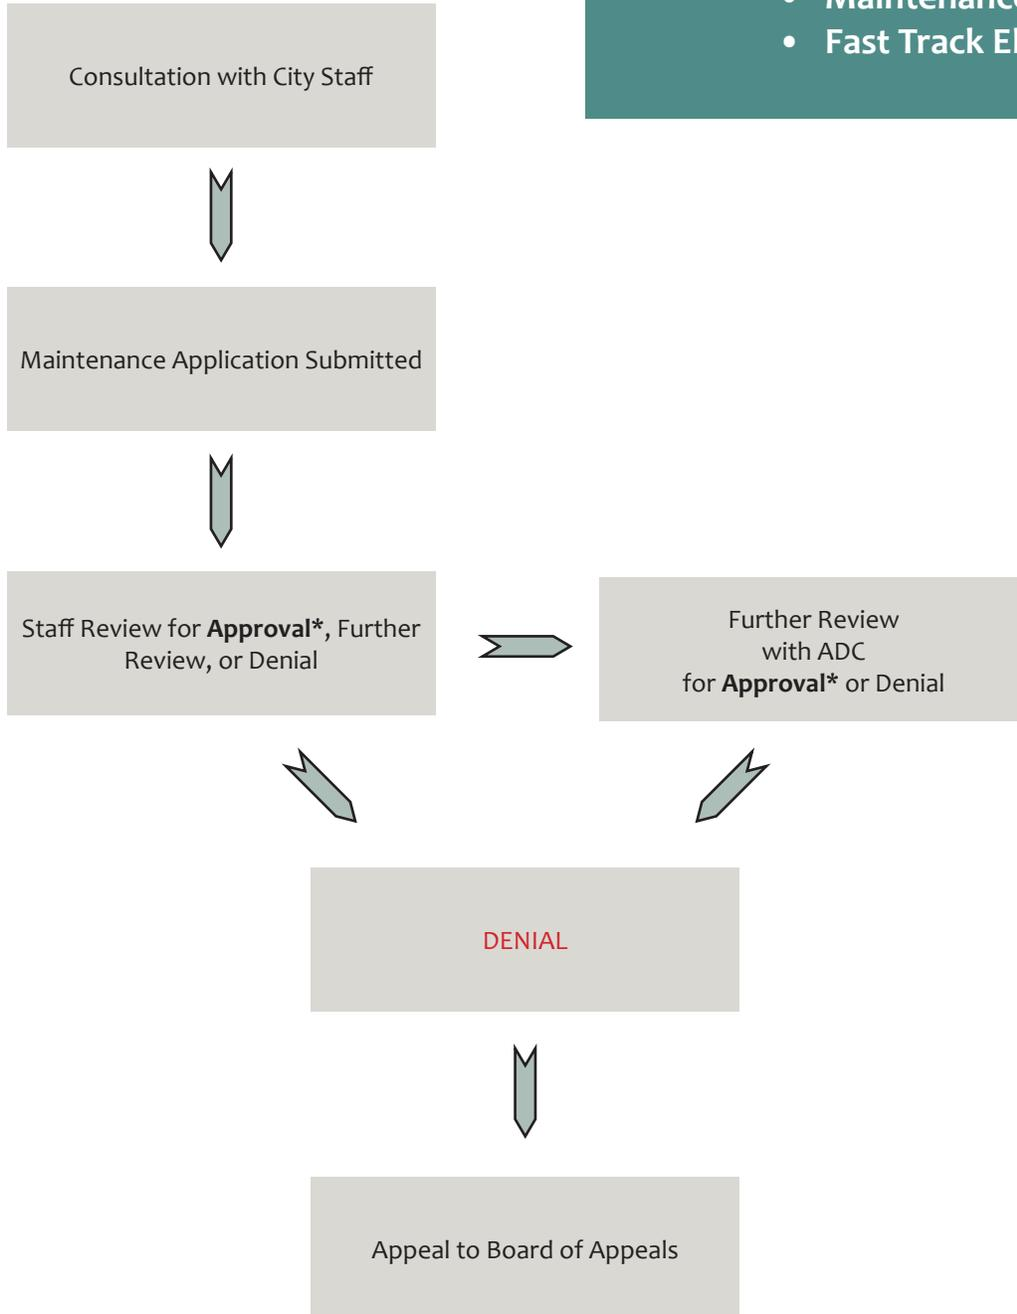 • Maintenance
• Fast Track
Consultation with City Staff
Maintenance Application Submitted
Staff Review for Approval*, Further
Review, or Denial
Further Review
with ADC
for Approval* or Denial
DENIAL
Appeal to Board of Appeals